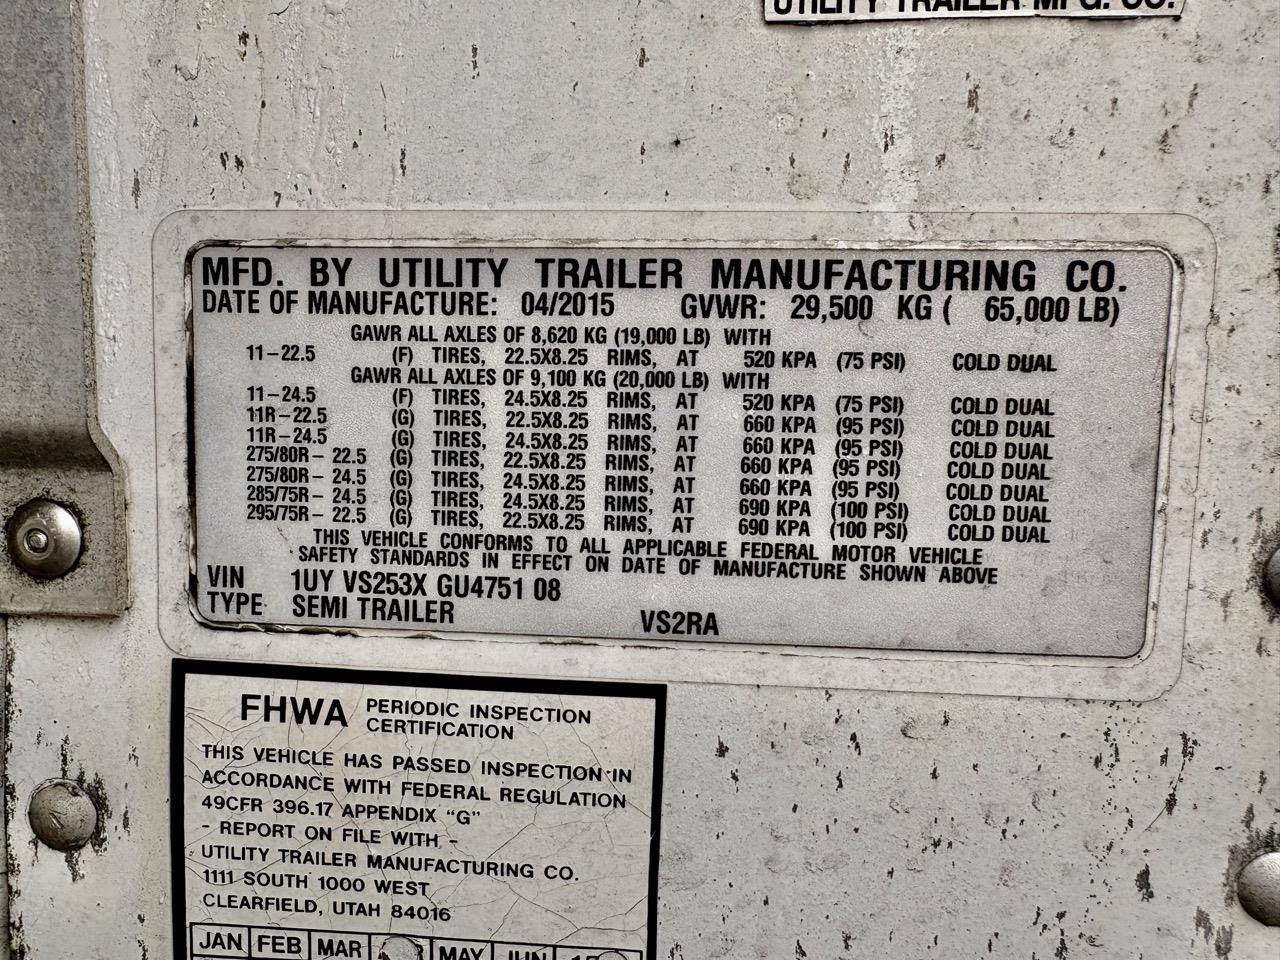 UTILITY TRAILER MFG. CO.
MFD. BY UTILITY TRAILER MANUFACTURING CO.
DATE OF MANUFACTURE: 04/2015 GVWR: 29,500 KG ( 65,000 LB)
GAWR ALL AXLES OF 8,620 KG (19,000 LB) WITH
11-22.5 (F) TIRES, 22.5X8.25 RIMS, AT 520 KPA (75 PSI) COLD DUAL
GAWR ALL AXLES OF 9,100 KG (20,000 LB) WITH
11-24.5 (F) TIRES, 24.5X8.25 RIMS, AT 520 KPA (75 PSI) COLD DUAL
11R-22.5 (G) TIRES, 22.5X8.25 RIMS, AT 660 KPA (95 PSI) COLD DUAL
11R-24.5 (G) TIRES, 24.5X8.25 RIMS, AT 660 KPA (95 PSI) COLD DUAL
275/80R- 22.5 (G) TIRES, 22.5X8.25 RIMS, AT 660 KPA (95 PSI) COLD DUAL
275/80R- 24.5 (G) TIRES, 24.5X8.25 RIMS, AT 660 KPA (95 PSI) COLD DUAL
285/75R- 24.5 (G) TIRES, 24.5X8.25 RIMS, AT 690 KPA (100 PSI) COLD DUAL
295/75R- 22.5 (G) TIRES, 22.5X8.25 RIMS, AT 690 KPA (100 PSI) COLD DUAL
THIS VEHICLE CONFORMS TO ALL APPLICABLE FEDERAL MOTOR VEHICLE
SAFETY STANDARDS IN EFFECT ON DATE OF MANUFACTURE SHOWN ABOVE
VIN 1UY VS253X GU4751 08
TYPE SEMI TRAILER VS2RA
FHWA PERIODIC INSPECTION
CERTIFICATION
THIS VEHICLE HAS PASSED INSPECTION IN
ACCORDANCE WITH FEDERAL REGULATION
49CFR 396.17 APPENDIX "G"
- REPORT ON FILE WITH -
UTILITY TRAILER MANUFACTURING CO.
1111 SOUTH 1000 WEST
CLEARFIELD, UTAH 84016
JAN FEB MAR MAY JUN